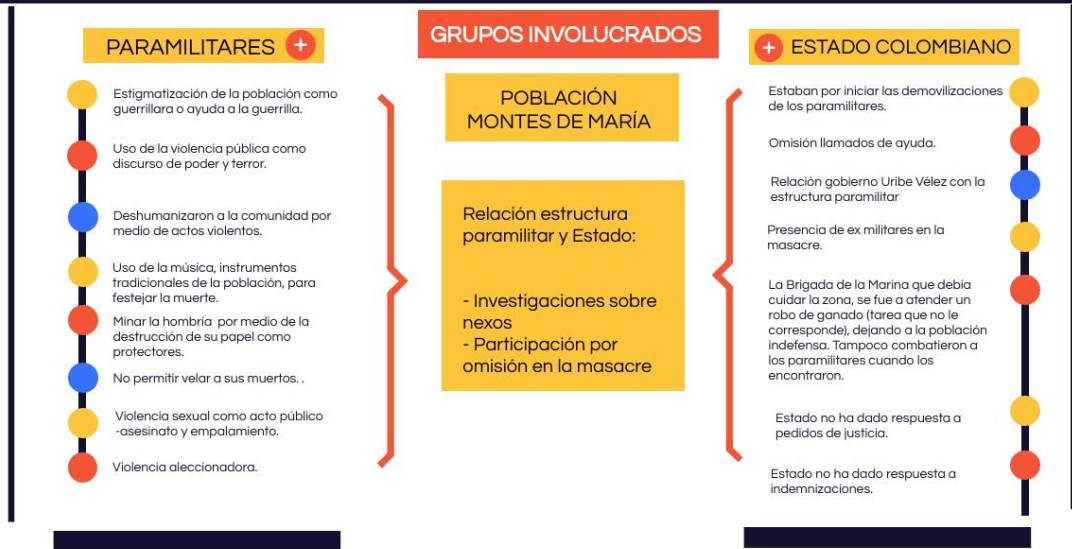 GRUPOS INVOLUCRADOS
PARAMILITARES +
Estigmatización de la población como
guerrillara o ayuda a la guerrilla.
Uso de la violencia pública como
discurso de poder y terror.
Deshumanizaron a la comunidad por
medio de actos violentos.
Uso de la música, instrumentos
tradicionales de la población, para
festejar la muerte.
Minar la hombría por medio de la
destrucción de su papel como
protectores.
No permitir velar a sus muertos. .
Violencia sexual como acto público
-asesinato y empalamiento.
Violencia aleccionadora.
POBLACIÓN
MONTES DE MARÍA
Relación estructura
paramilitar y Estado:
- Investigaciones sobre
nexos
- Participación por
omisión en la masacre
+ ESTADO COLOMBIANO
Estaban por iniciar las demovilizaciones
de los paramilitares.
Omisión llamados de ayuda.
Relación gobierno Uribe Vélez con la
estructura paramilitar
Presencia de ex militares en la
masacre.
La Brigada de la Marina que debía
cuidar la zona, se fue a atender un
robo de ganado (tarea que no le
corresponde), dejando a la población
indefensa. Tampoco combatieron a
los paramilitares cuando los
encontraron.
Estado no ha dado respuesta a
pedidos de justicia.
Estado no ha dado respuesta a
indemnizaciones.